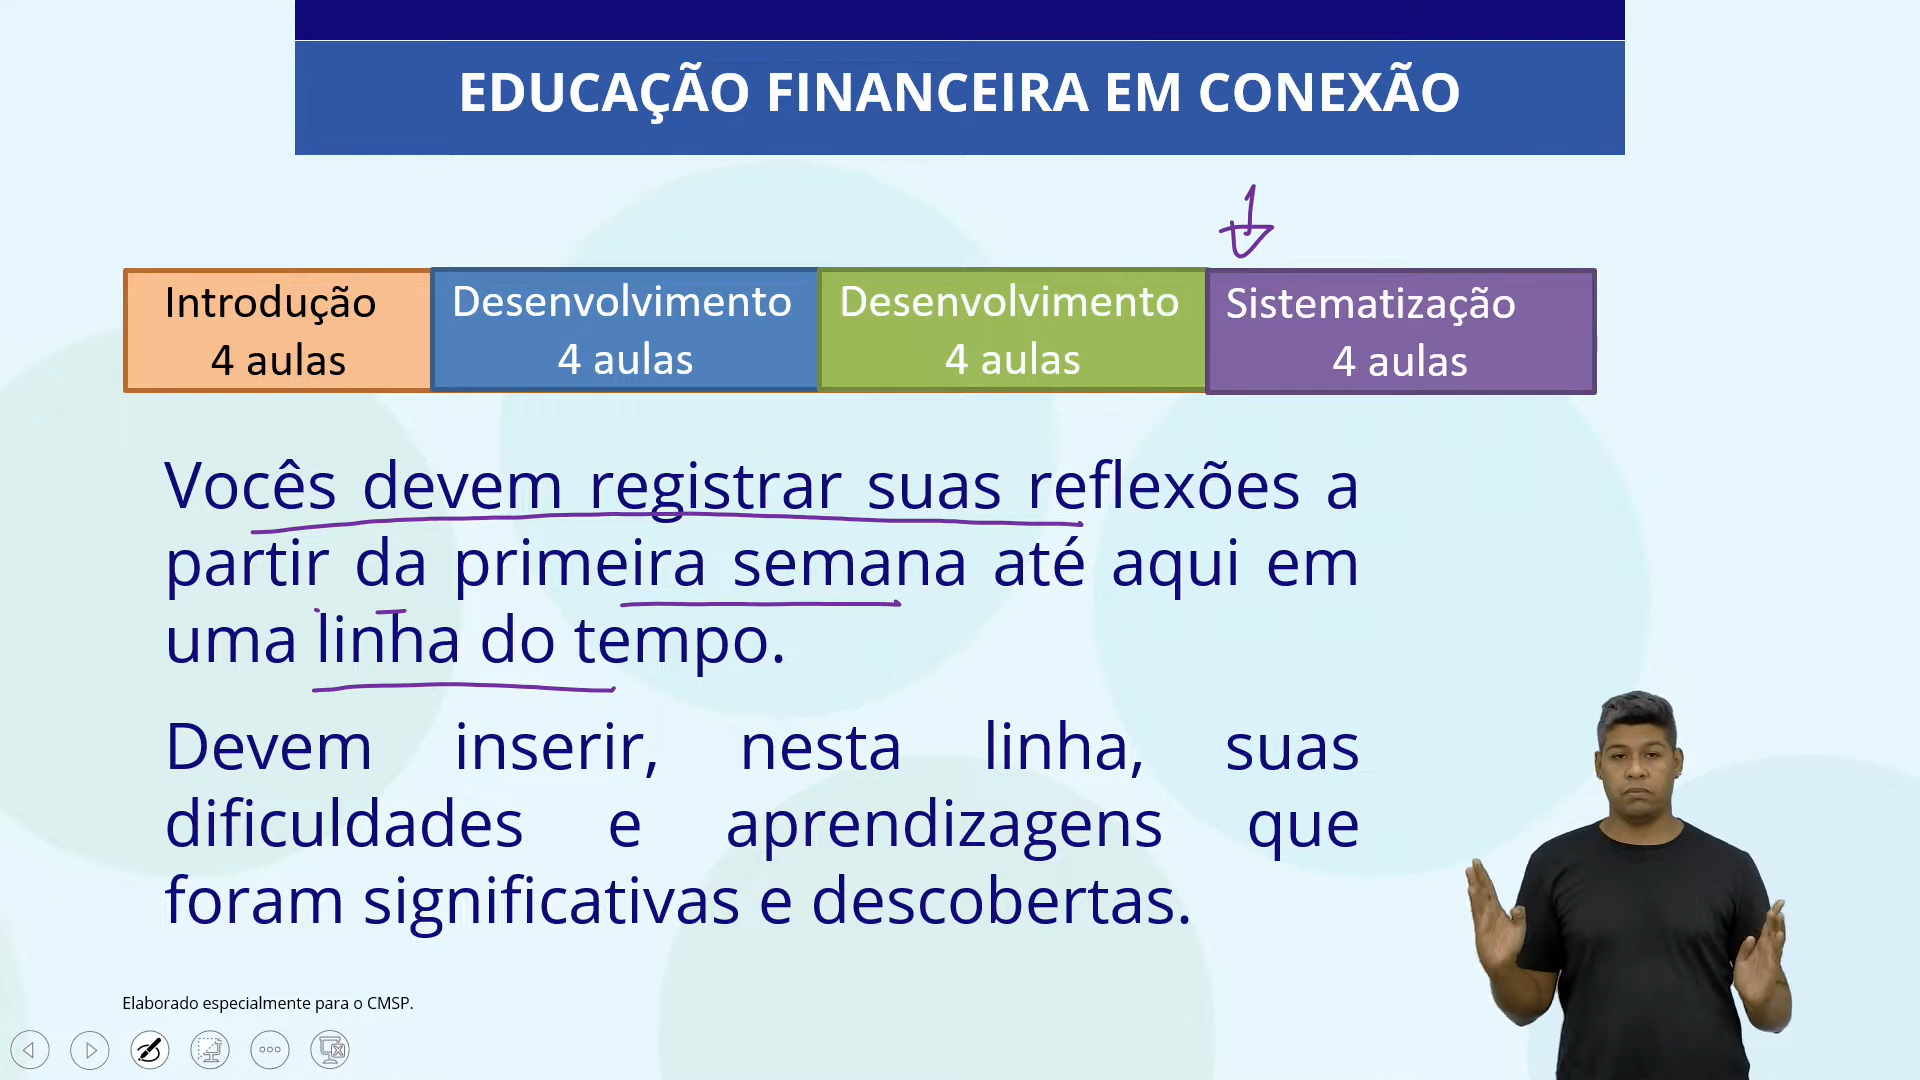 EDUCAÇÃO FINANCEIRA EM CONEXÃO
Introdução
4 aulas
Desenvolvimento
4 aulas
Desenvolvimento
4 aulas
Sistematização
4 aulas
Vocês devem registrar suas reflexões a
partir da primeira semana até aqui em
uma linha do tempo.
Devem inserir, nesta linha, suas
dificuldades e aprendizagens que
foram significativas e descobertas.
Elaborado especialmente para o CMSP.